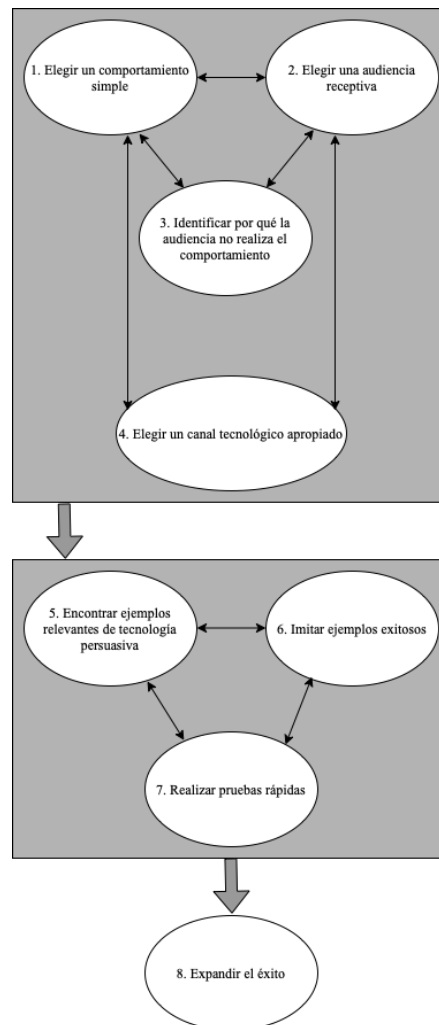 1. Elegir un comportamiento
simple
2. Elegir una audiencia
receptiva
3. Identificar por qué la
audiencia no realiza el
comportamiento
4. Elegir un canal tecnológico apropiado
5. Encontrar ejemplos
relevantes de tecnología
persuasiva
6. Imitar ejemplos exitosos
7. Realizar pruebas rápidas
8. Expandir el éxito